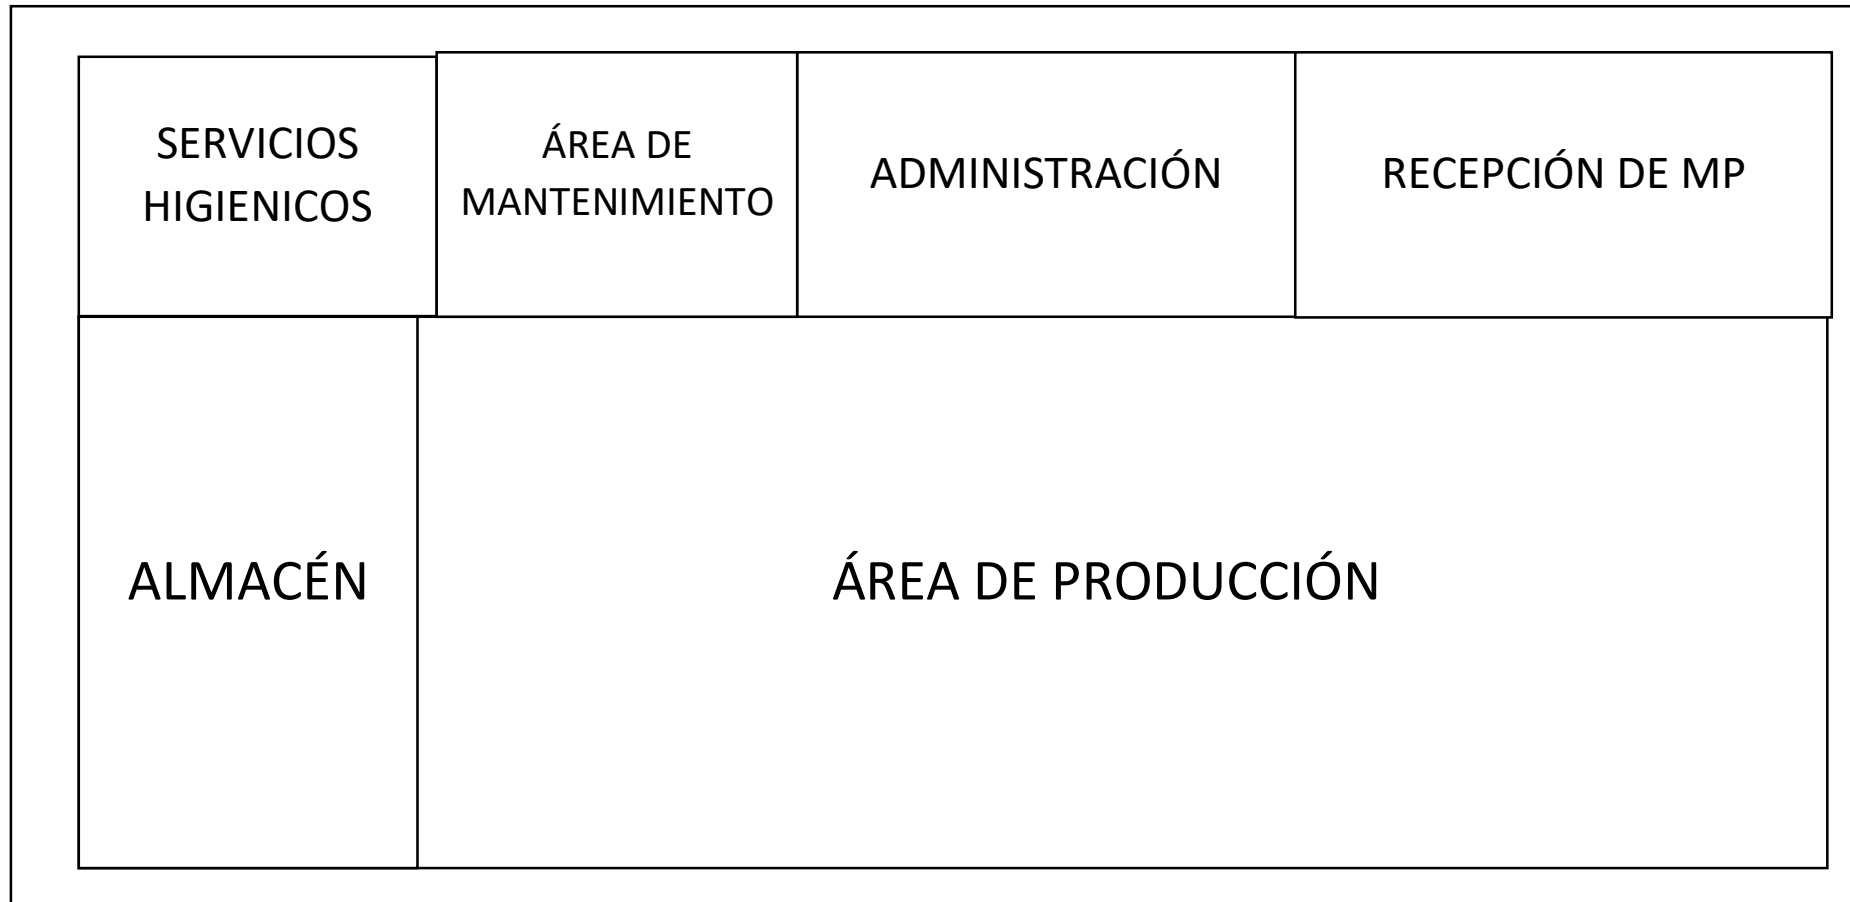 SERVICIOS
HIGIENICOS
ÁREA DE
MANTENIMIENTO
ADMINISTRACIÓN
RECEPCIÓN DE MP
ALMACÉN
ÁREA DE PRODUCCIÓN